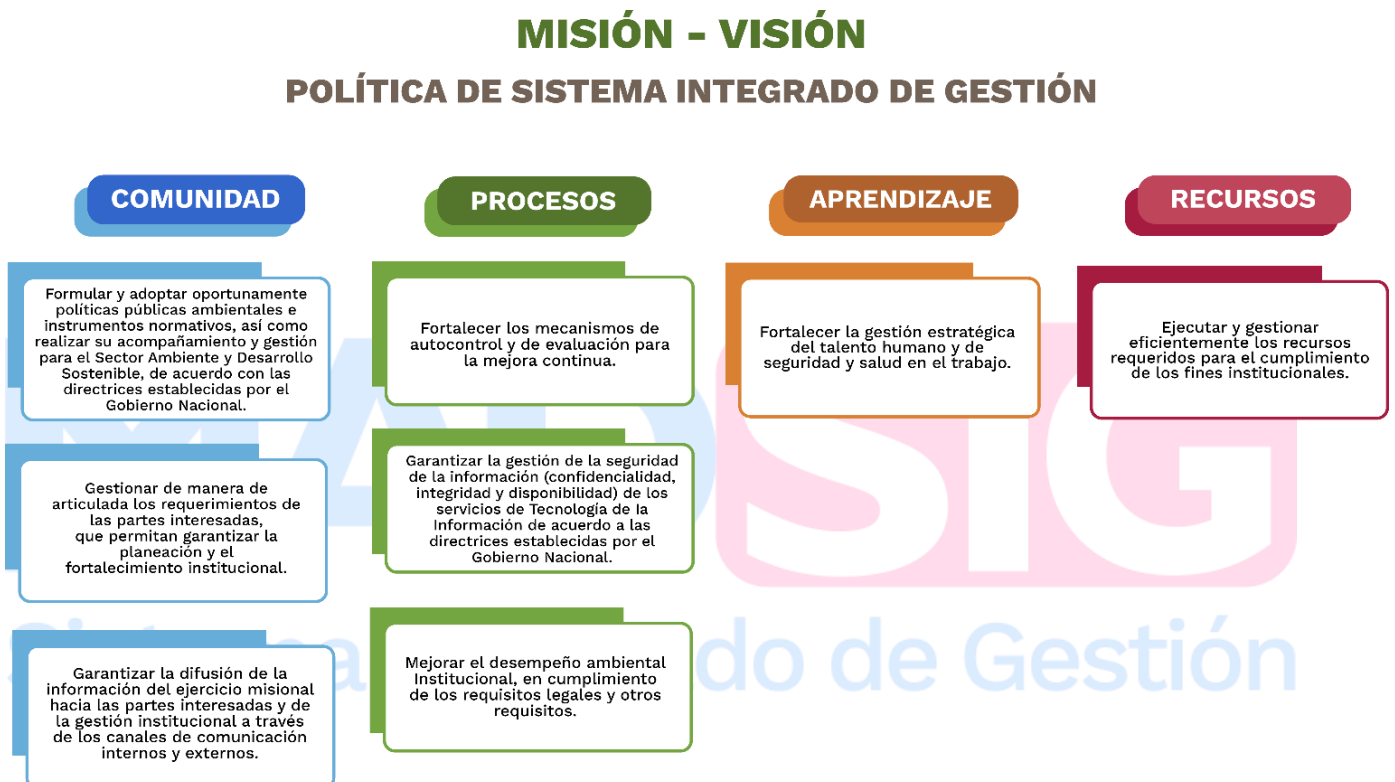 MISIÓN - VISIÓN
POLÍTICA DE SISTEMA INTEGRADO DE GESTIÓN
COMUNIDAD
Formular y adoptar oportunamente
políticas públicas ambientales e
instrumentos normativos, así como
realizar su acompañamiento y gestión
para el Sector Ambiente y Desarrollo
Sostenible, de acuerdo con las
directrices establecidas por el
Gobierno Nacional.
Gestionar de manera de
articulada los requerimientos de
las partes interesadas,
que permitan garantizar la
planeación y el
fortalecimiento institucional.
Garantizar la difusión de la
información del ejercicio misional
hacia las partes interesadas y de
la gestión institucional a través
de los canales de comunicación
internos y externos.
PROCESOS
Fortalecer los mecanismos de
autocontrol y de evaluación para
la mejora continua.
Garantizar la gestión de la seguridad
de la información (confidencialidad,
integridad y disponibilidad) de los
servicios de Tecnología de la
Información de acuerdo a las
directrices establecidas por el
Gobierno Nacional.
Mejorar el desempeño ambiental
Institucional, en cumplimiento
de los requisitos legales y otros
requisitos.
APRENDIZAJE
Fortalecer la gestión estratégica
del talento humano y de
seguridad y salud en el trabajo.
RECURSOS
Ejecutar y gestionar
eficientemente los recursos
requeridos para el cumplimiento
de los fines institucionales.
SIG
de Gestión